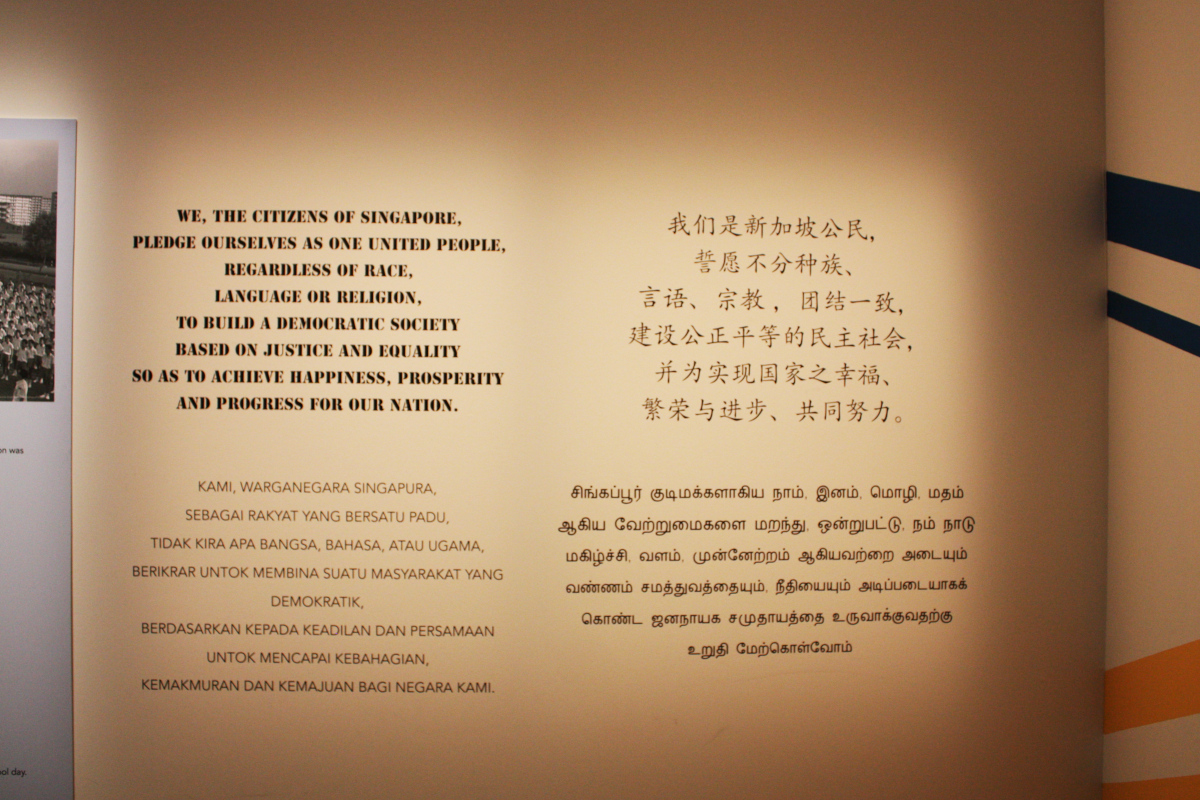 WE, THE CITIZENS OF SINGAPORE,
PLEDGE OURSELVES AS ONE UNITED PEOPLE,
REGARDLESS OF RACE,
LANGUAGE OR RELIGION,
TO BUILD A DEMOCRATIC SOCIETY
BASED ON JUSTICE AND EQUALITY
SO AS TO ACHIEVE HAPPINESS, PROSPERITY
AND PROGRESS FOR OUR NATION.
我们是新加坡公民,
誓愿不分种族、
言语、宗教，团结一致,
建设公正平等的民主社会,
并为实现国家之幸福、
繁荣与进步、共同努力。
KAMI, WARGANEGARA SINGAPURA,
SEBAGAI RAKYAT YANG BERSATU PADU,
TIDAK KIRA APA BANGSA, BAHASA, ATAU UGAMA,
BERIKRAR UNTOK MEMBINA SUATU MASYARAKAT YANG
DEMOKRATIK,
BERDASARKAN KEPADA KEADILAN DAN PERSAMAAN
UNTOK MENCAPAI KEBAHAGIAN,
KEMAKMURAN DAN KEMAJUAN BAGI NEGARA KAMI.
சிங்கப்பூர் குடிமக்களாகிய நாம், இனம், மொழி, மதம்
ஆகிய வேற்றுமைகளை மறந்து, ஒன்றுபட்டு, நம் நாடு
மகிழ்ச்சி, வளம், முன்னேற்றம் ஆகியவற்றை அடையும்
வண்ணம் சமத்துவத்தையும், நீதியையும் அடிப்படையாகக்
கொண்ட ஜனநாயக சமுதாயத்தை உருவாக்குவதற்கு
உறுதி மேற்கொள்வோம்
was
day.